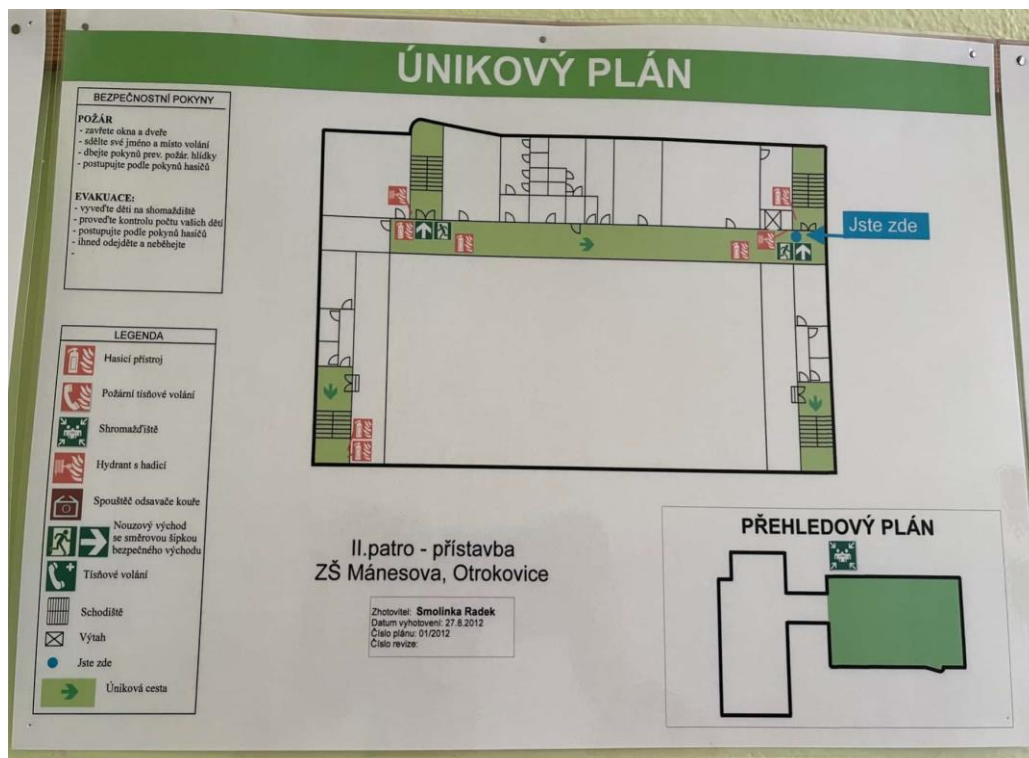 ÚNIKOVÝ PLÁN
BEZPEČNOSTNÍ POKYNY
POŽÁR
- zavřete okna a dveře
- sdělte své jméno a místo volání
- dbejte pokynů prev. požár. hlídky
- postupujte podle pokynů hasičů
EVAKUACE:
- vyveďte děti na shomaždiště
- proveďte kontrolu počtu vašich dětí
- postupujte podle pokynů hasičů
- ihned odejděte a neběhejte
-
Jste zde
LEGENDA
Hasicí přístroj
Požární tísňové volání
Shromaždiště
Hydrant s hadicí
Spouštěč odsavače kouře
Nouzový východ
se směrovou šipkou
bezpečného východu
Tísňové volání
Schodiště
Výtah
Jste zde
Úniková cesta
II.patro - přístavba
ZŠ Mánesova, Otrokovice
Zhotovitel: Smolinka Radek
Datum vyhotovení: 27.8.2012
Číslo plánu: 01/2012
Číslo revize:
PŘEHLEDOVÝ PLÁN